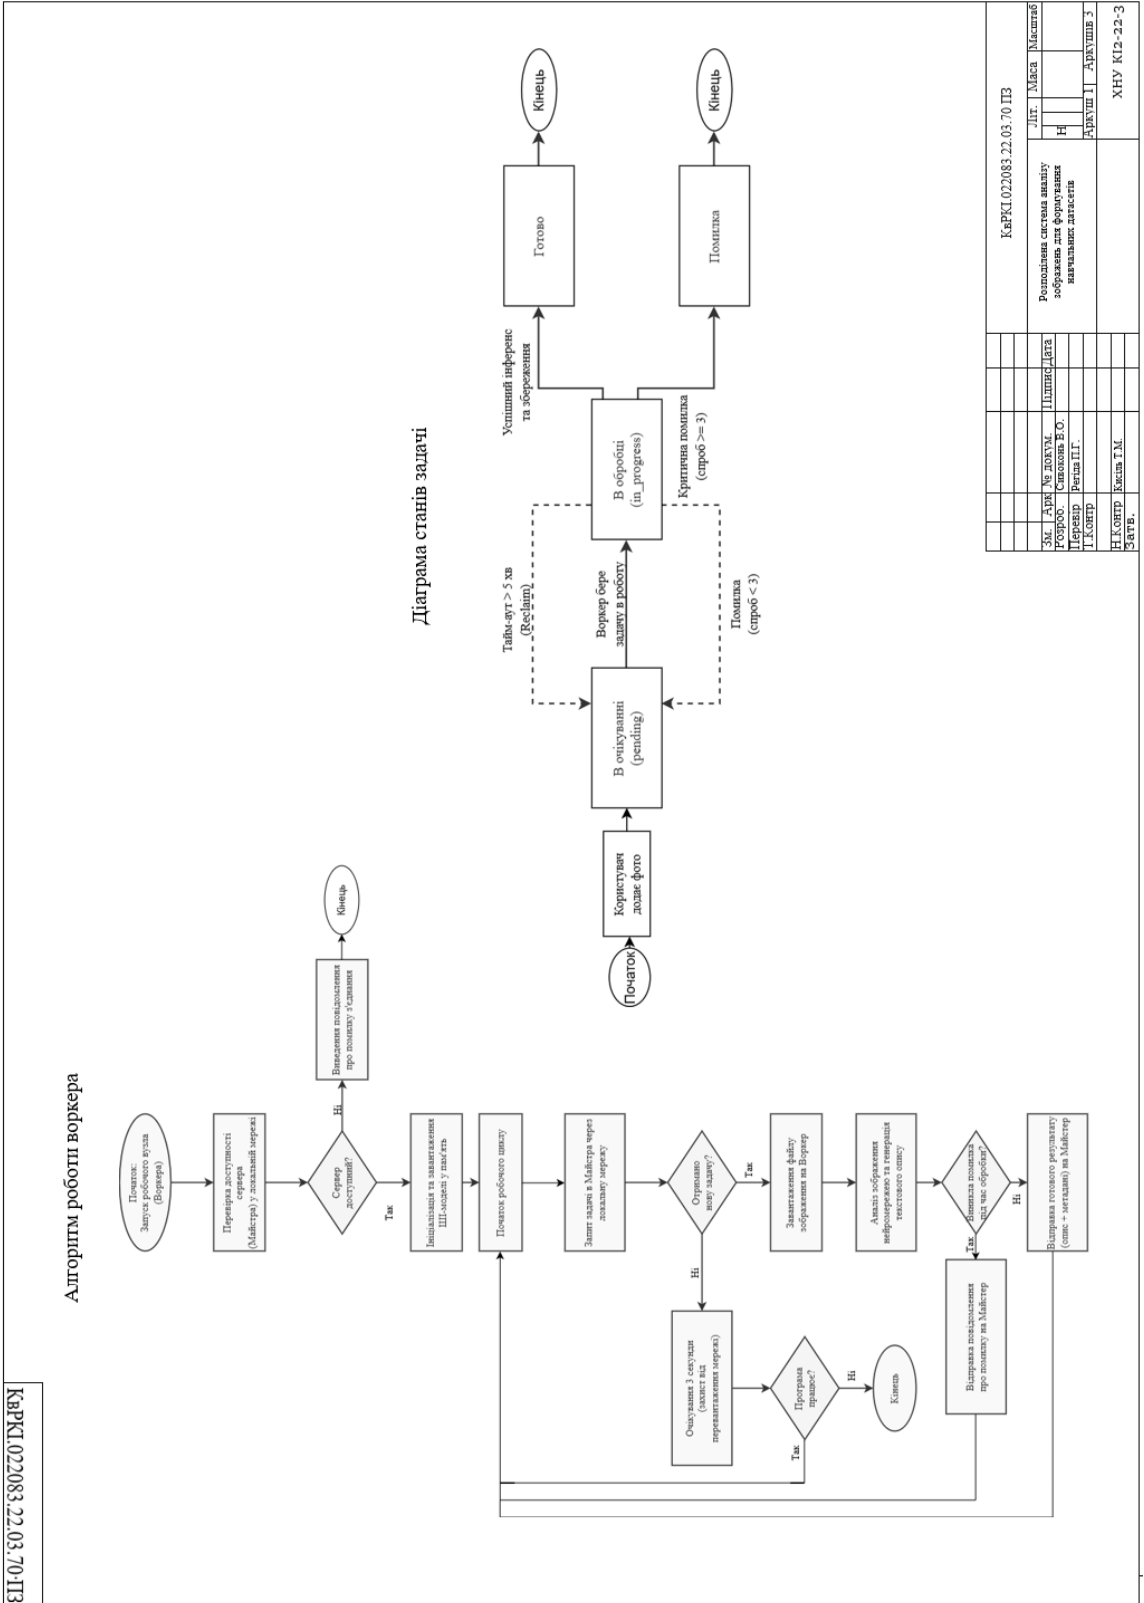 КвРКІ.022083.22.03.70·ПЗ
Алгоритм роботи воркера
Початок:
Запуск робочого вузла
(Воркера)
Перевірка доступності
сервера
(Майстра) у локальній мережі
Сервер
доступний?
Ні
Виведення повідомлення
про помилку з'єднання
Кінець
Так
Ініціалізація та завантаження
ШІ-моделі у пам'ять
Початок робочого циклу
Запит задачі в Майстра через
локальну мережу
Отримано
нову задачу?
Ні
Очікування 3 секунди
(захист від
перевантаження мережі)
Програма
працює?
Так
Ні
Кінець
Так
Завантаження файлу
зображення на Воркер
Аналіз зображення
нейромережею та генерація
текстового опису
Виникла помилка
під час обробки?
Так
Відправка повідомлення
про помилку на Майстер
Ні
Відправка готового результату
(опис + метадані) на Майстер
Діаграма станів задачі
Початок
Користувач
додає фото
В очікуванні
(pending)
Тайм-аут > 5 хв
(Reclaim)
Воркер бере
задачу в роботу
Помилка
(спроб < 3)
В обробці
(in_progress)
Успішний інференс
та збереження
Критична помилка
(спроб >= 3)
Готово
Кінець
Помилка
Кінець
КвРКІ.022083.22.03.70 ПЗ
Зм. Арк № докум. Підпис Дата
Розроб. Сивоконь В.О.
Перевір Регіда П.Г.
Т.Контр
Н.Контр Кисіль Т.М.
Затв.
Розподілена система аналізу
зображень для формування
навчальних датасетів
Літ. Маса Масштаб
Н
Аркуш 1 Аркушів 3
ХНУ КІ2-22-3